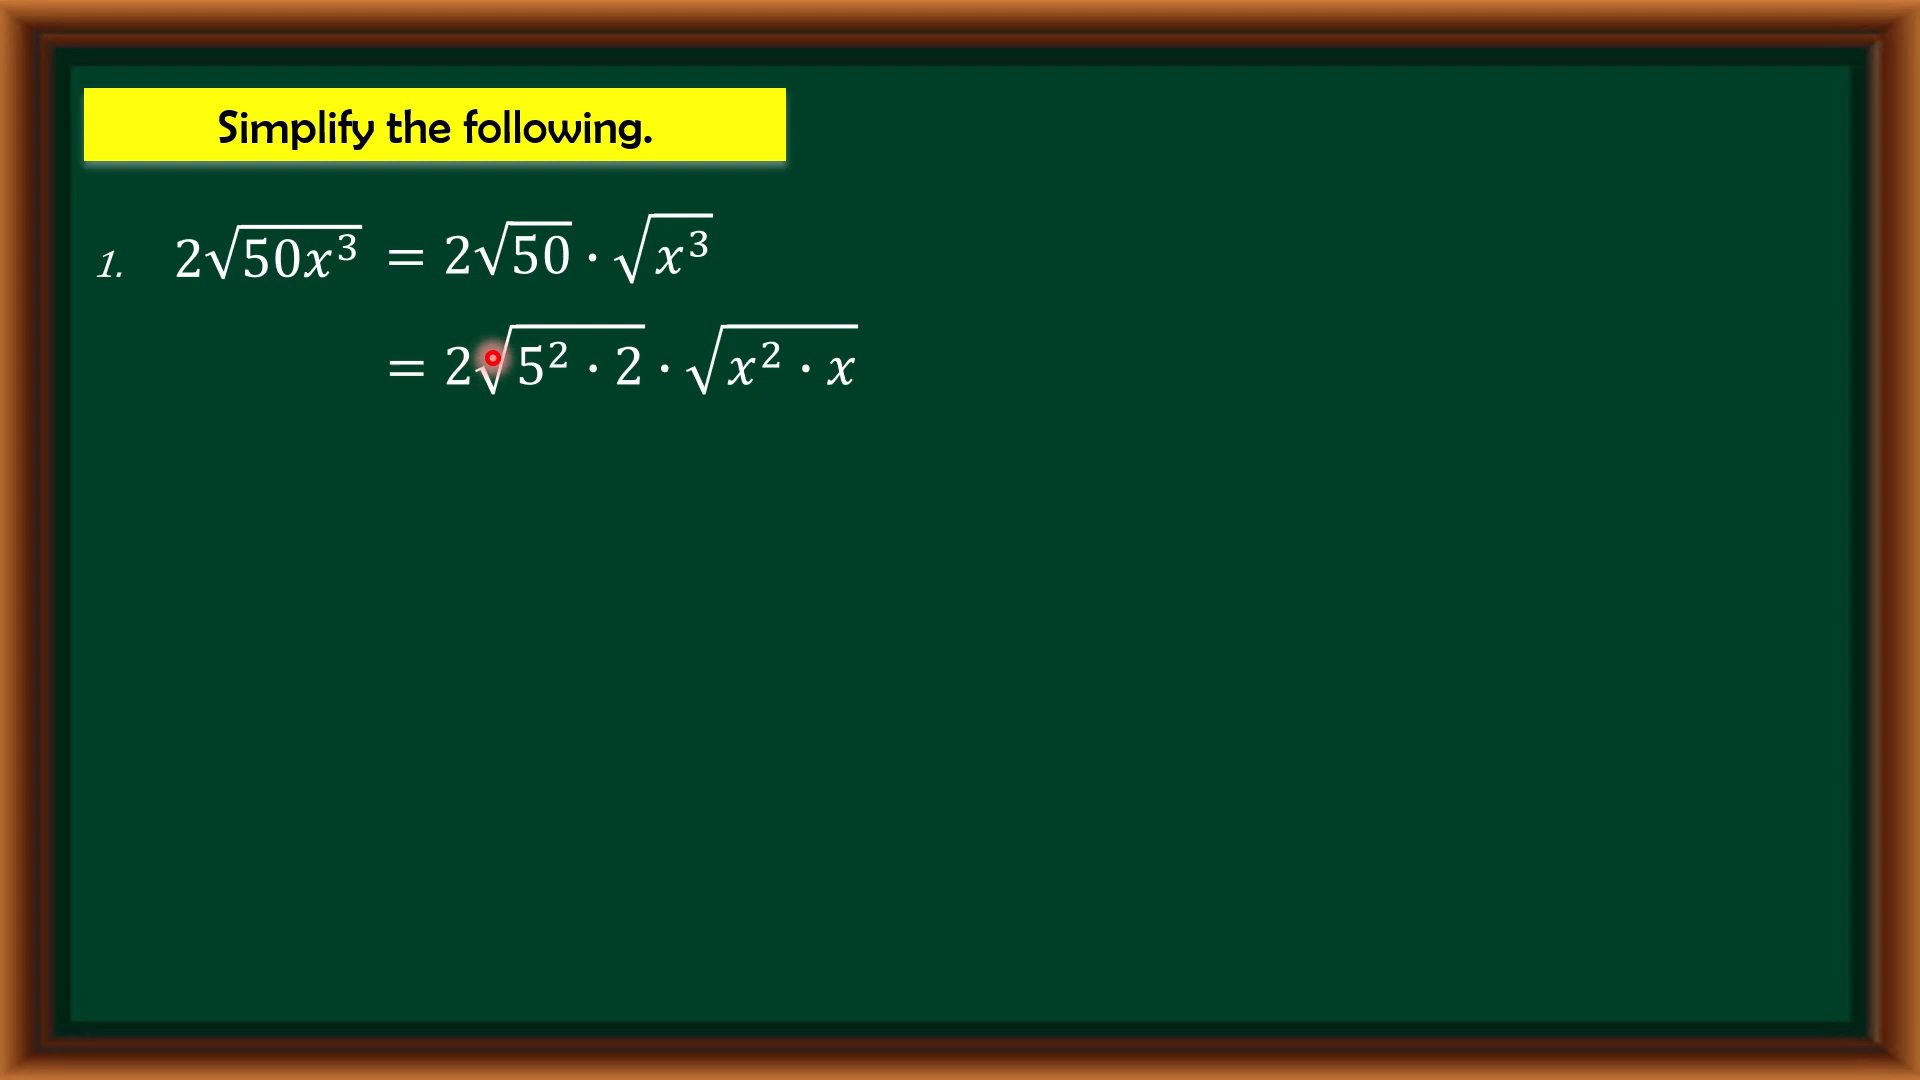 Simplify the following.
1. 2√50x³ = 2√50 · √x³
= 2√5² · 2 · √x² · x